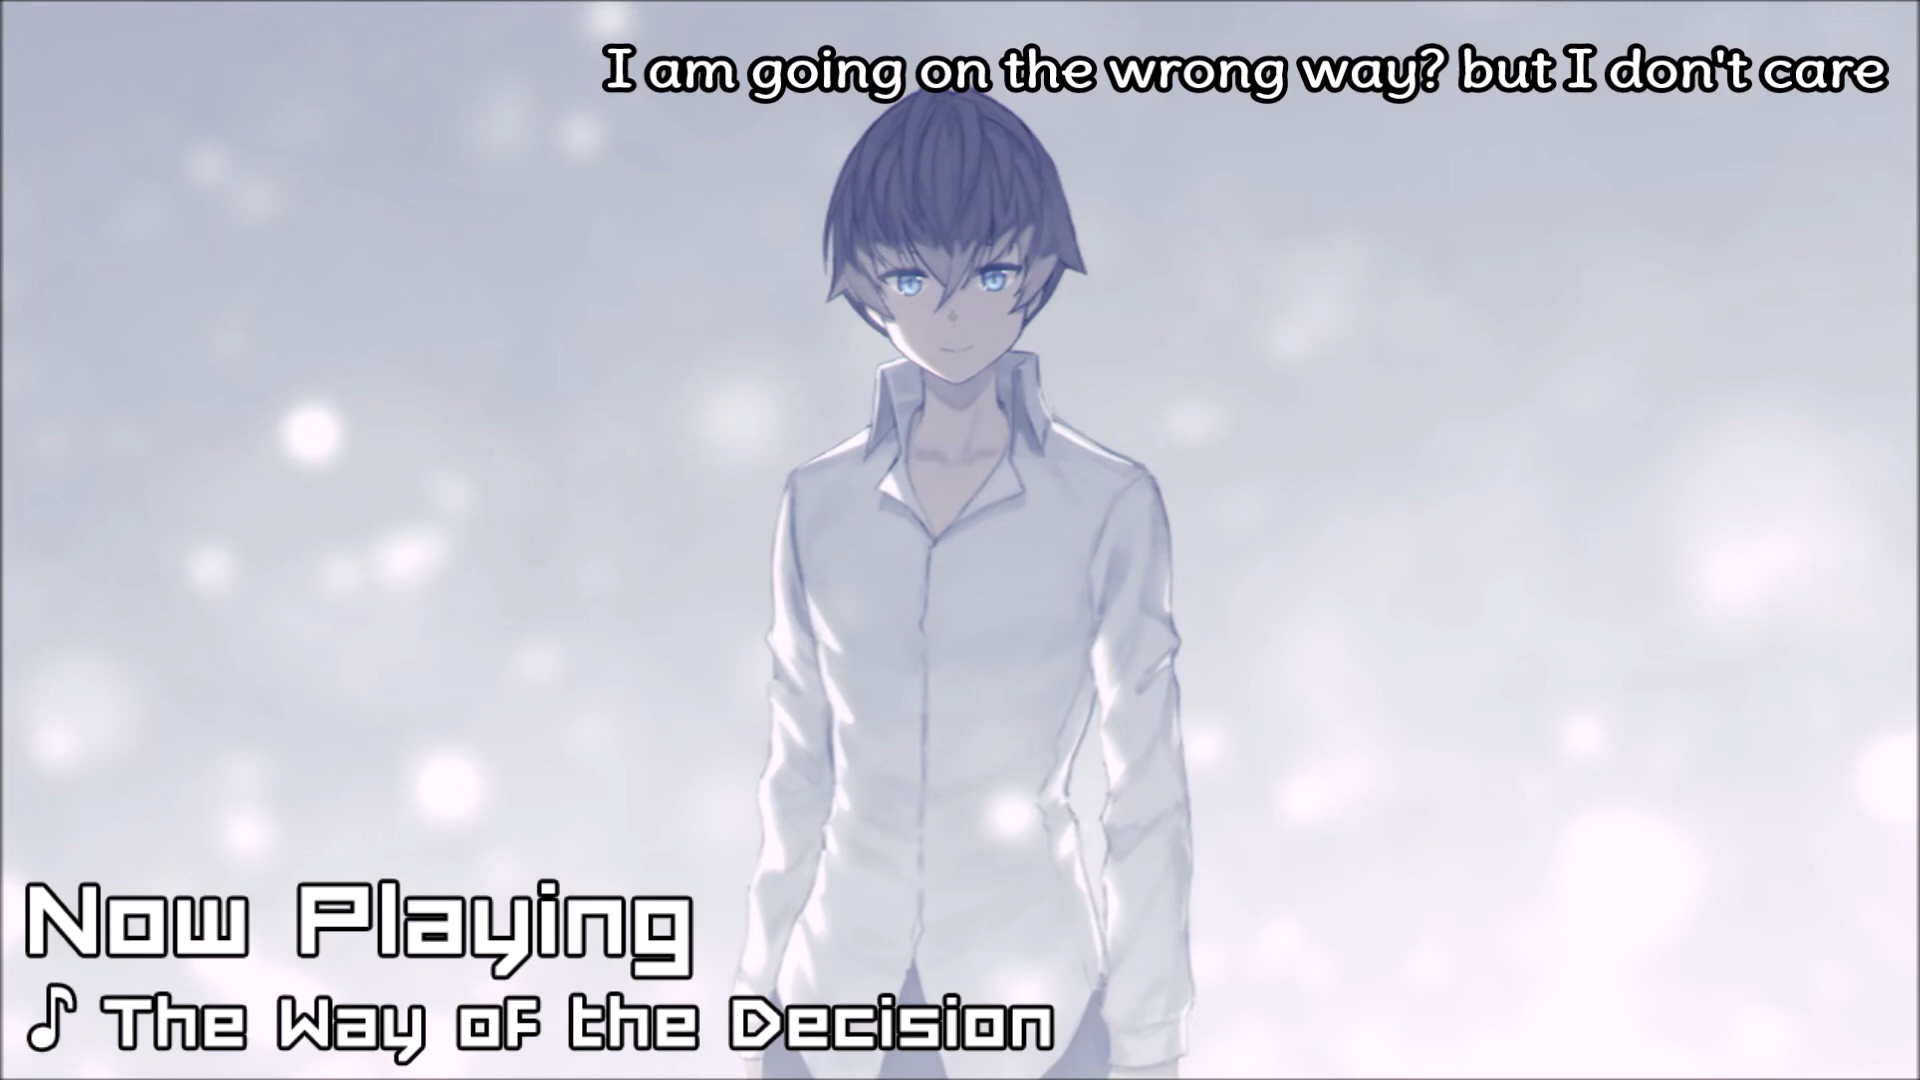 I am going on the wrong way? but I don't care
Now Playing
♪ The Way of the Decision